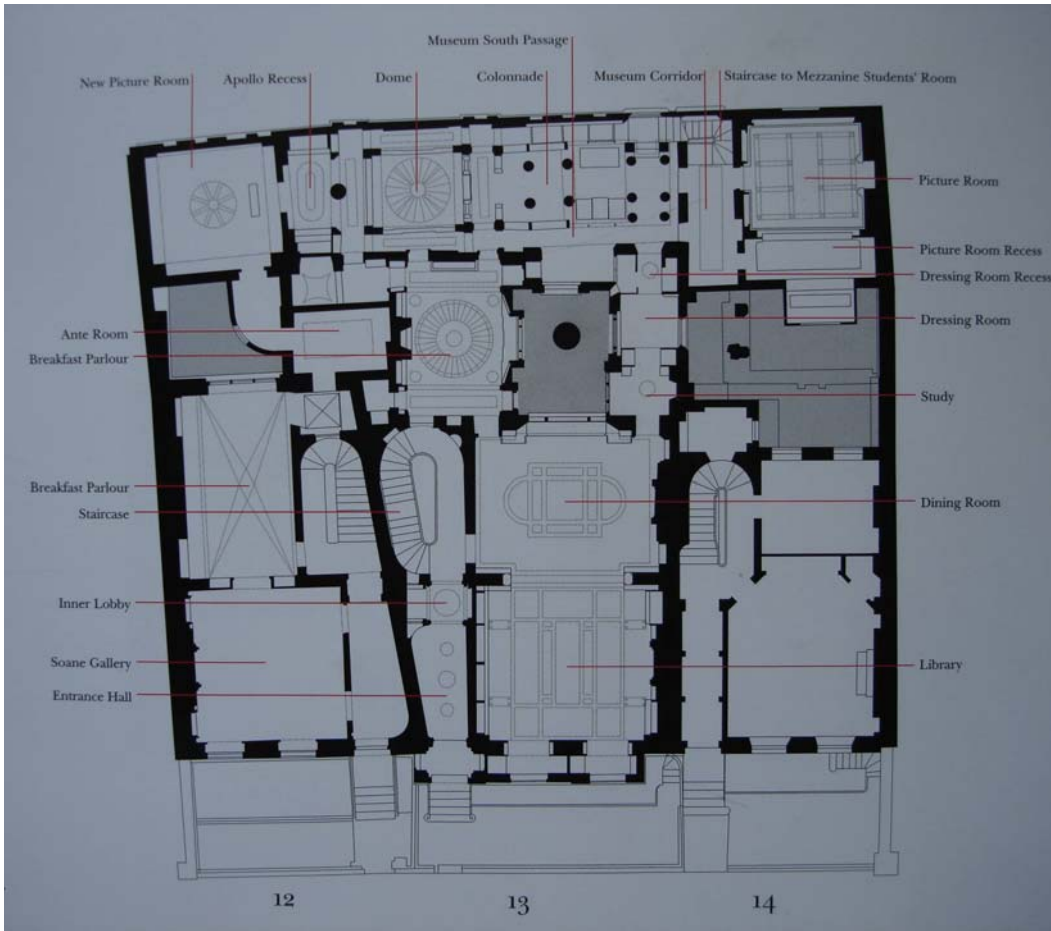 Museum South Passage
New Picture Room
Apollo Recess
Dome
Colonnade
Museum Corridor
Staircase to Mezzanine Students' Room
Picture Room
Picture Room Recess
Dressing Room Recess
Ante Room
Dressing Room
Breakfast Parlour
Study
Breakfast Parlour
Dining Room
Staircase
Inner Lobby
Soane Gallery
Library
Entrance Hall
12
13
14